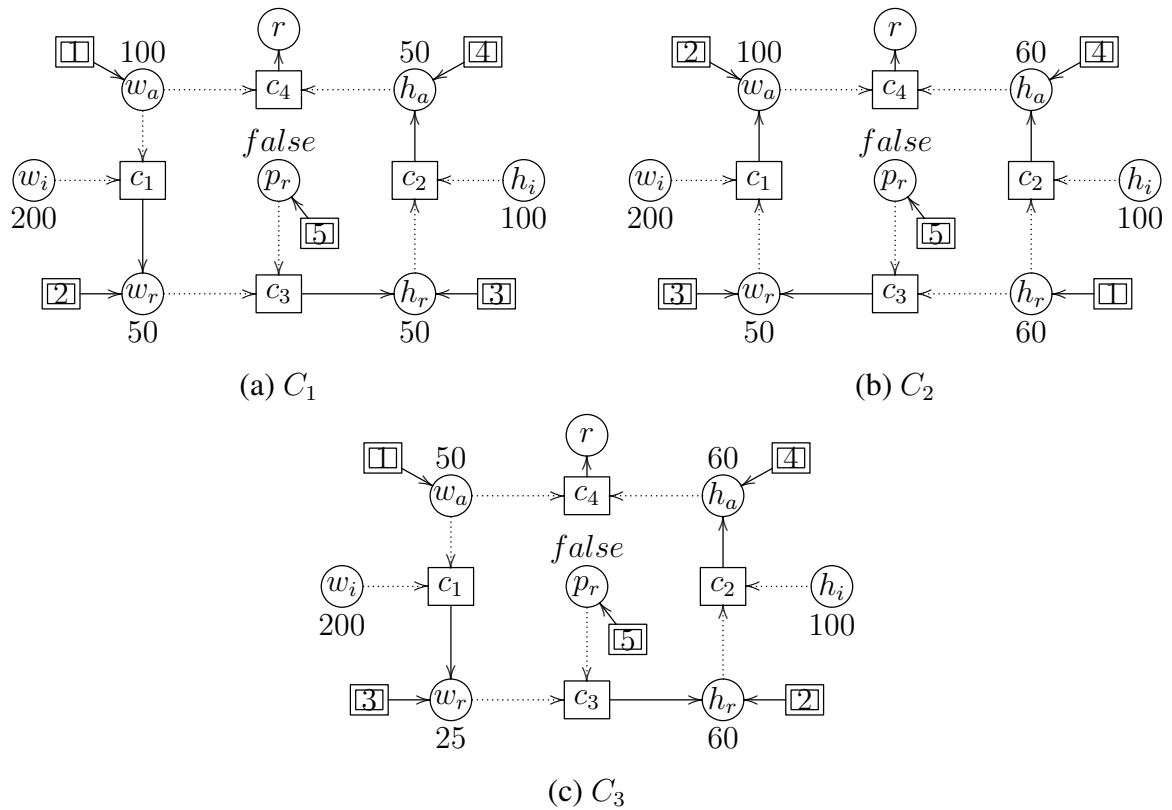 r r
1 100 50 4 2 100 60 4
w_a c_4 h_a w_a c_4 h_a
false false
w_i c_1 p_r c_2 h_i w_i c_1 p_r c_2 h_i
200 5 100 200 5 100
2 w_r c_3 h_r 3 3 w_r c_3 h_r 1
50 50 50 60
(a) C_1 (b) C_2
r
1 50 60 4
w_a c_4 h_a
false
w_i c_1 p_r c_2 h_i
200 5 100
3 w_r c_3 h_r 2
25 60
(c) C_3